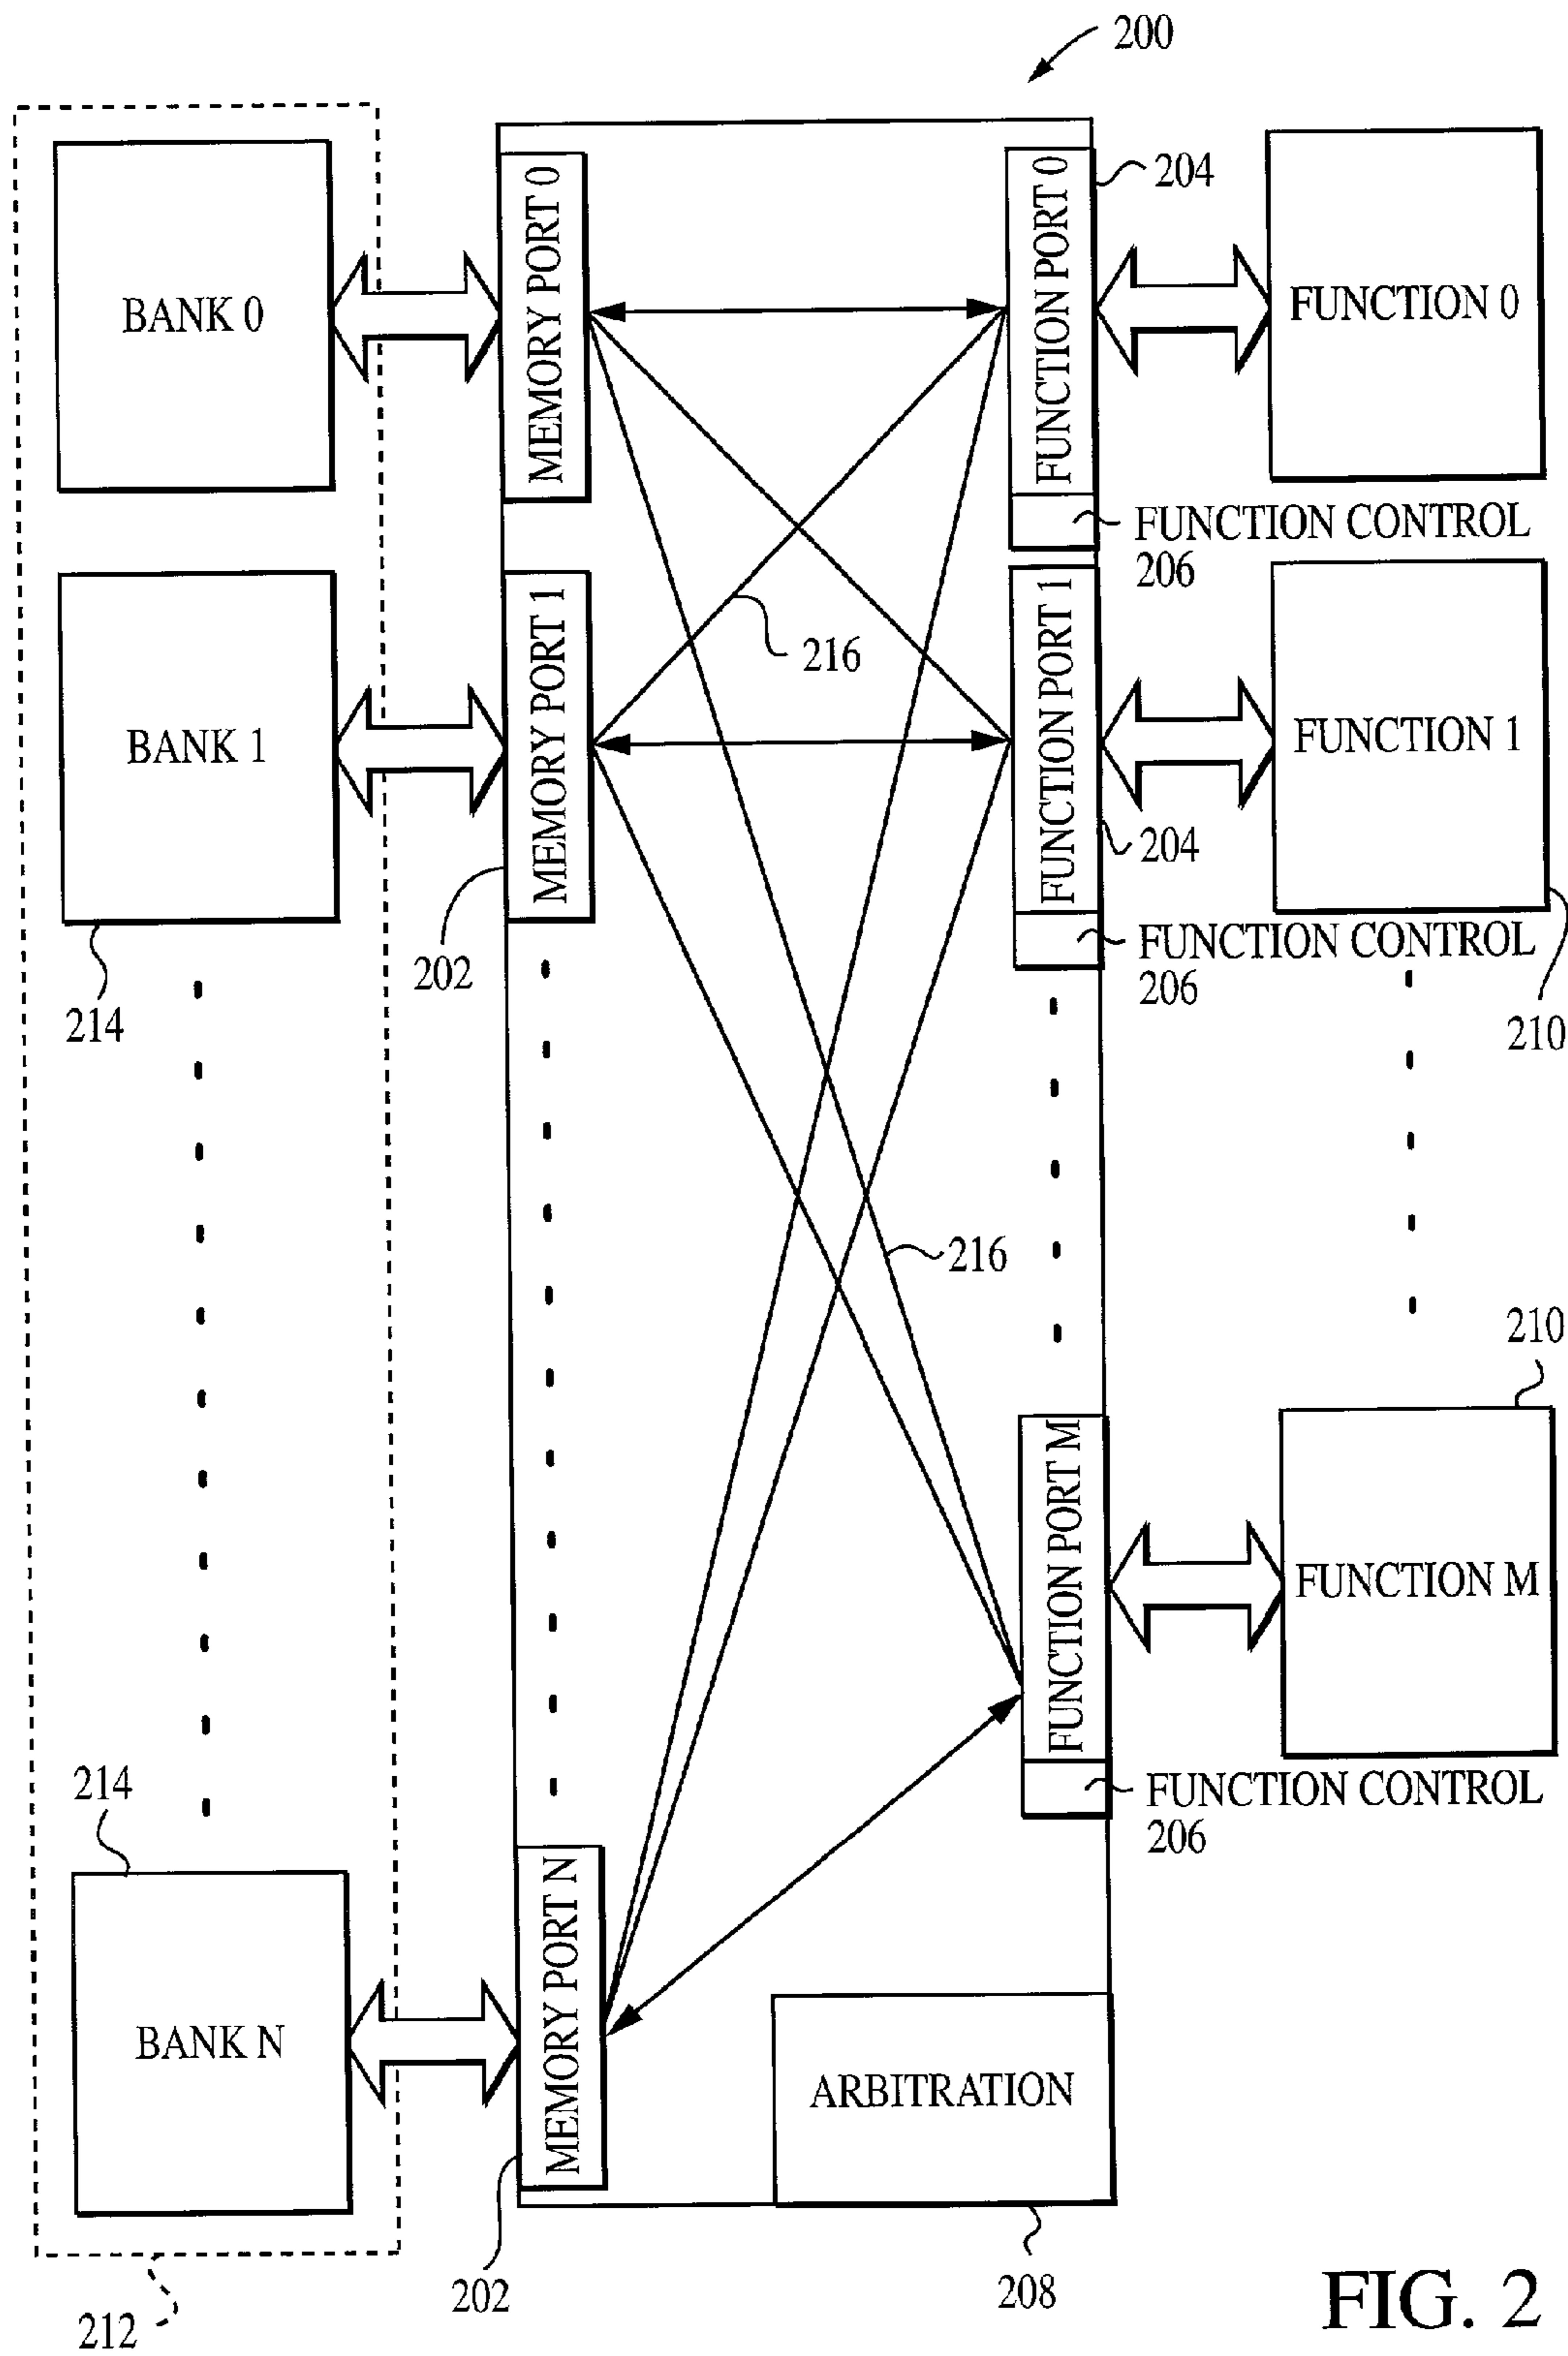 200
BANK 0
MEMORY PORT 0
FUNCTION PORT 0
204
FUNCTION 0
FUNCTION CONTROL
206
BANK 1
MEMORY PORT 1
216
FUNCTION PORT 1
FUNCTION 1
204
FUNCTION CONTROL
206
214
202
210
216
210
FUNCTION PORT M
FUNCTION M
FUNCTION CONTROL
206
214
BANK N
MEMORY PORT N
ARBITRATION
212
202
208
FIG. 2